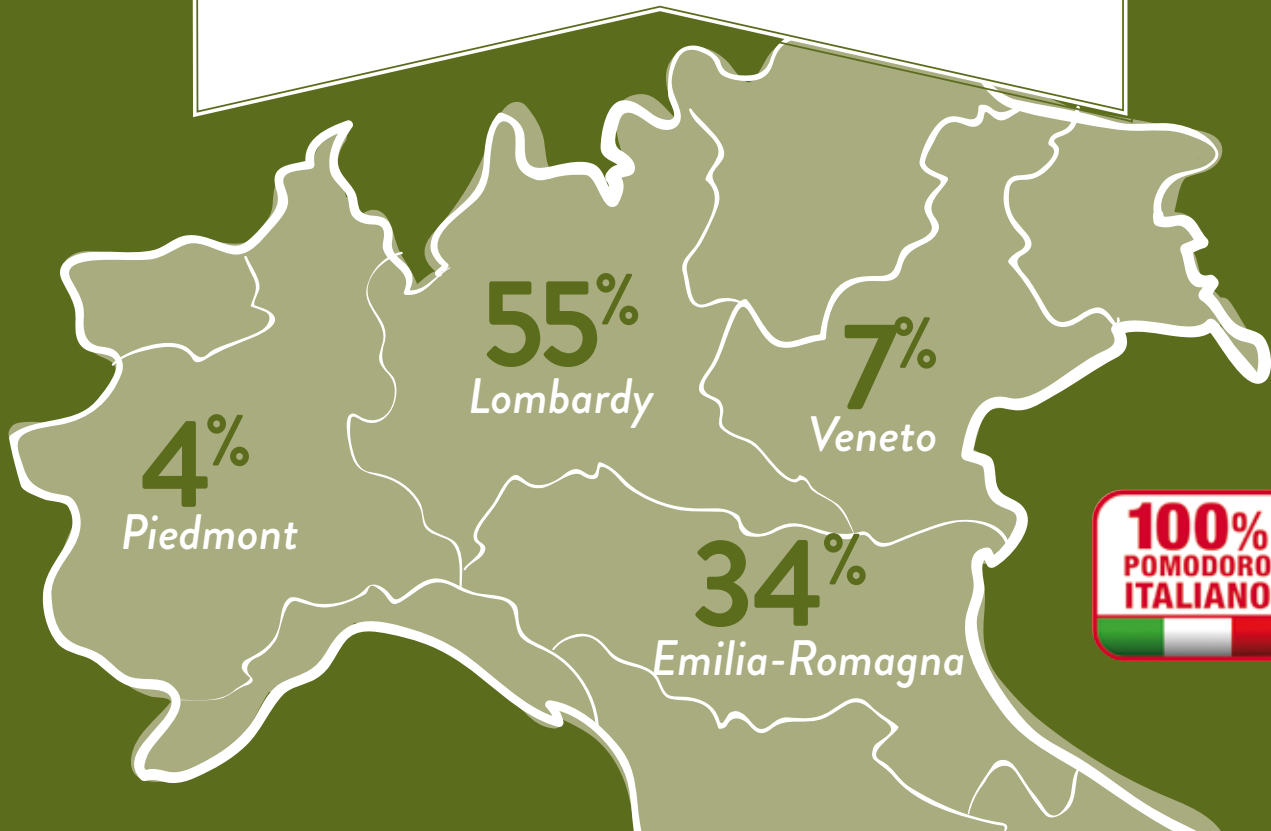 55%
Lombardy
7%
Veneto
4%
Piedmont
34%
Emilia-Romagna
100%
POMODORO
ITALIANO